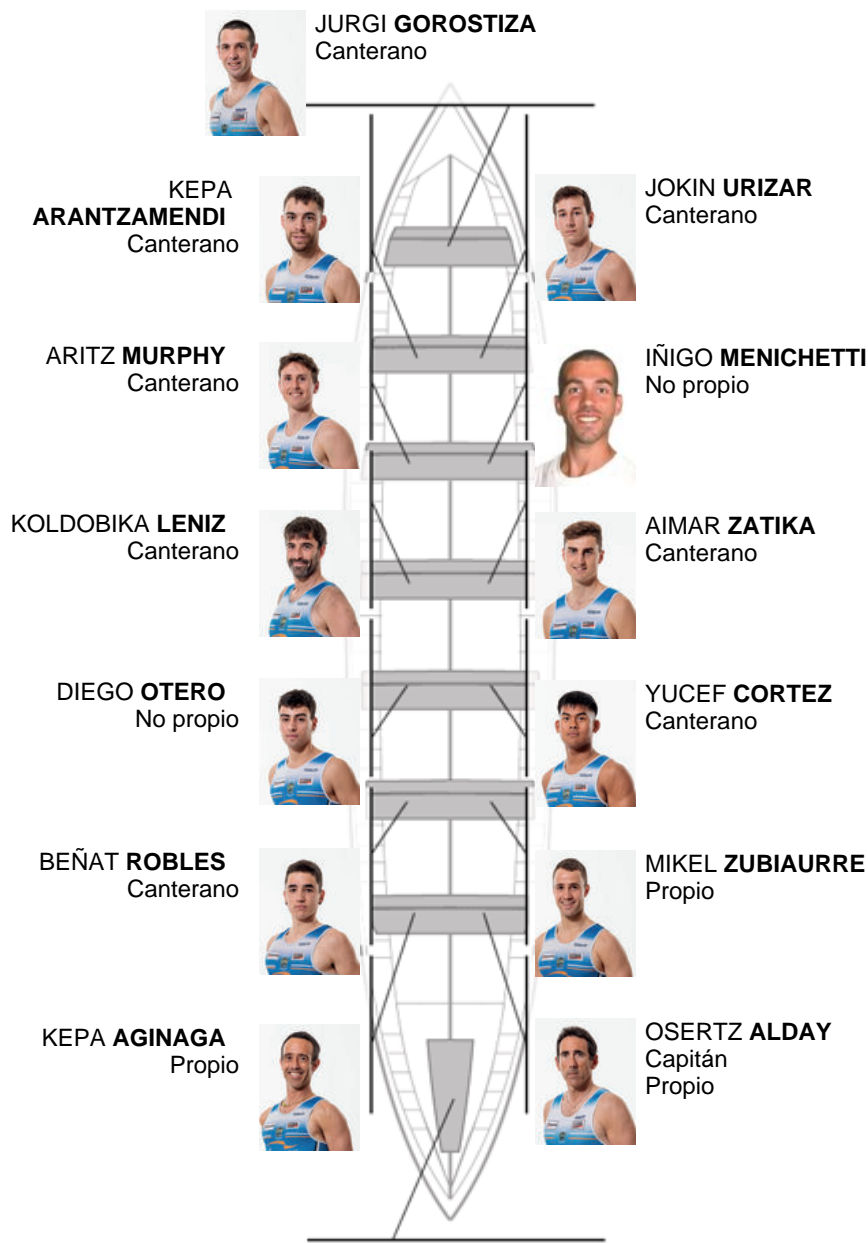 JURGI GOROSTIZA
Canterano
KEPA
ARANTZAMENDI
Canterano
JOKIN URIZAR
Canterano
ARITZ MURPHY
Canterano
IÑIGO MENICHETTI
No propio
KOLDOBIKA LENIZ
Canterano
AIMAR ZATIKA
Canterano
DIEGO OTERO
No propio
YUCEF CORTEZ
Canterano
BEÑAT ROBLES
Canterano
MIKEL ZUBIAURRE
Propio
KEPA AGINAGA
Propio
OSERTZ ALDAY
Capitán
Propio